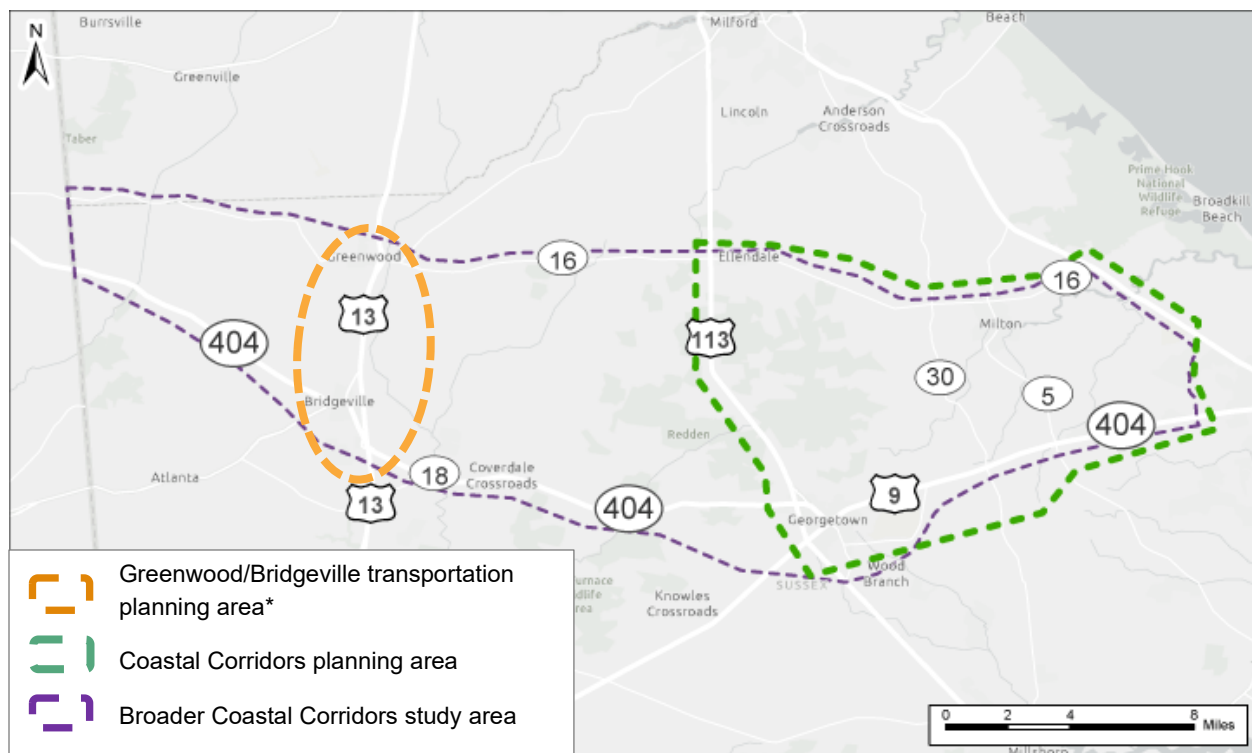 Burrsville
Milford
Beach
N
Greenville
Lincoln
Anderson
Crossroads
Taber
Prime Hook
National
Wildlife
Refuge
Broadkill
Beach
Greenwood
16
Ellendale
16
13
Milton
113
404
30
5
Bridgeville
404
Redden
Atlanta
18
Coverdale
Crossroads
13
404
9
Georgetown
Wood
Branch
SUSSEX
Knowles
Crossroads
Greenwood/Bridgeville transportation
planning area*
Coastal Corridors planning area
Broader Coastal Corridors study area
0 2 4 8
Miles